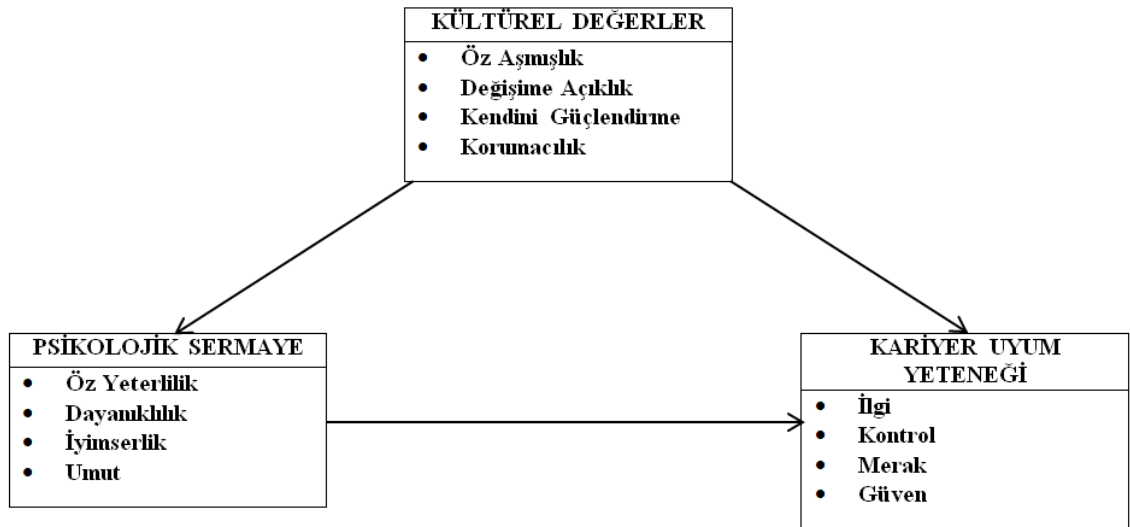 KÜLTÜREL DEĞERLER
• Öz Aşmışlık
• Değişime Açıklık
• Kendini Güçlendirme
• Korumacılık
PSİKOLOJİK SERMAYE
• Öz Yeterlilik
• Dayanıklılık
• İyimserlik
• Umut
KARİYER UYUM
YETENEĞİ
• İlgi
• Kontrol
• Merak
• Güven